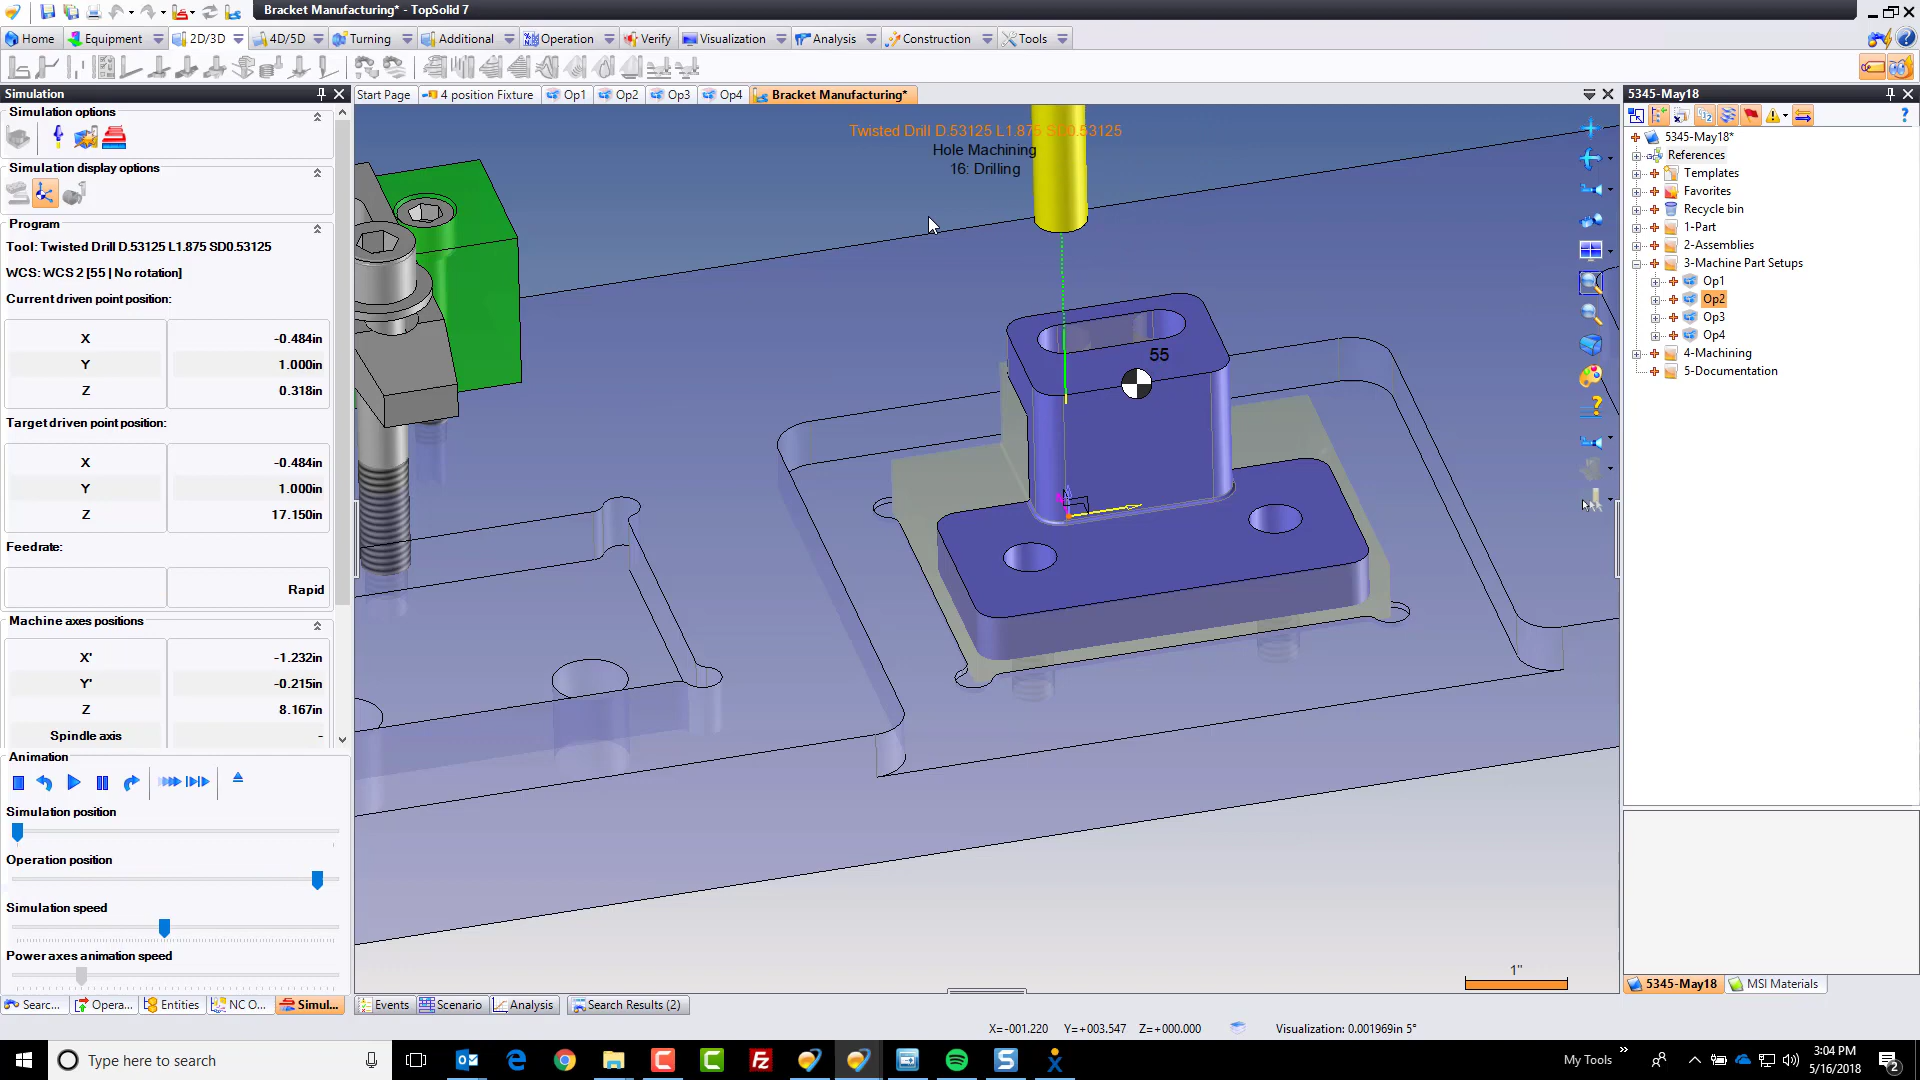 Bracket Manufacturing* - TopSolid 7
Home Equipment 2D/3D 4D/5D Turning Additional Operation Verify Visualization Analysis Construction Tools
Simulation
Start Page 4 position Fixture Op1 Op2 Op3 Op4 Bracket Manufacturing*
5345-May18
Simulation options
Simulation display options
Program
Tool: Twisted Drill D.53125 L1.875 SD0.53125
WCS: WCS 2 [55 | No rotation]
Current driven point position:
X -0.484in
Y 1.000in
Z 0.318in
Target driven point position:
X -0.484in
Y 1.000in
Z 17.150in
Feedrate:
Rapid
Machine axes positions
X' -1.232in
Y' -0.215in
Z 8.167in
Spindle axis -
Animation
Simulation position
Operation position
Simulation speed
Power axes animation speed
Searc... Opera... Entities NC O... Simul...
Twisted Drill D.53125 L1.875 SD0.53125
Hole Machining
16: Drilling
55
1"
5345-May18*
References
Templates
Favorites
Recycle bin
1-Part
2-Assemblies
3-Machine Part Setups
Op1
Op2
Op3
Op4
4-Machining
5-Documentation
5345-May18 MSI Materials
Events Scenario Analysis Search Results (2)
X=-001.220 Y=+003.547 Z=+000.000 Visualization: 0.001969in 5°
Type here to search
My Tools
3:04 PM
5/16/2018
2